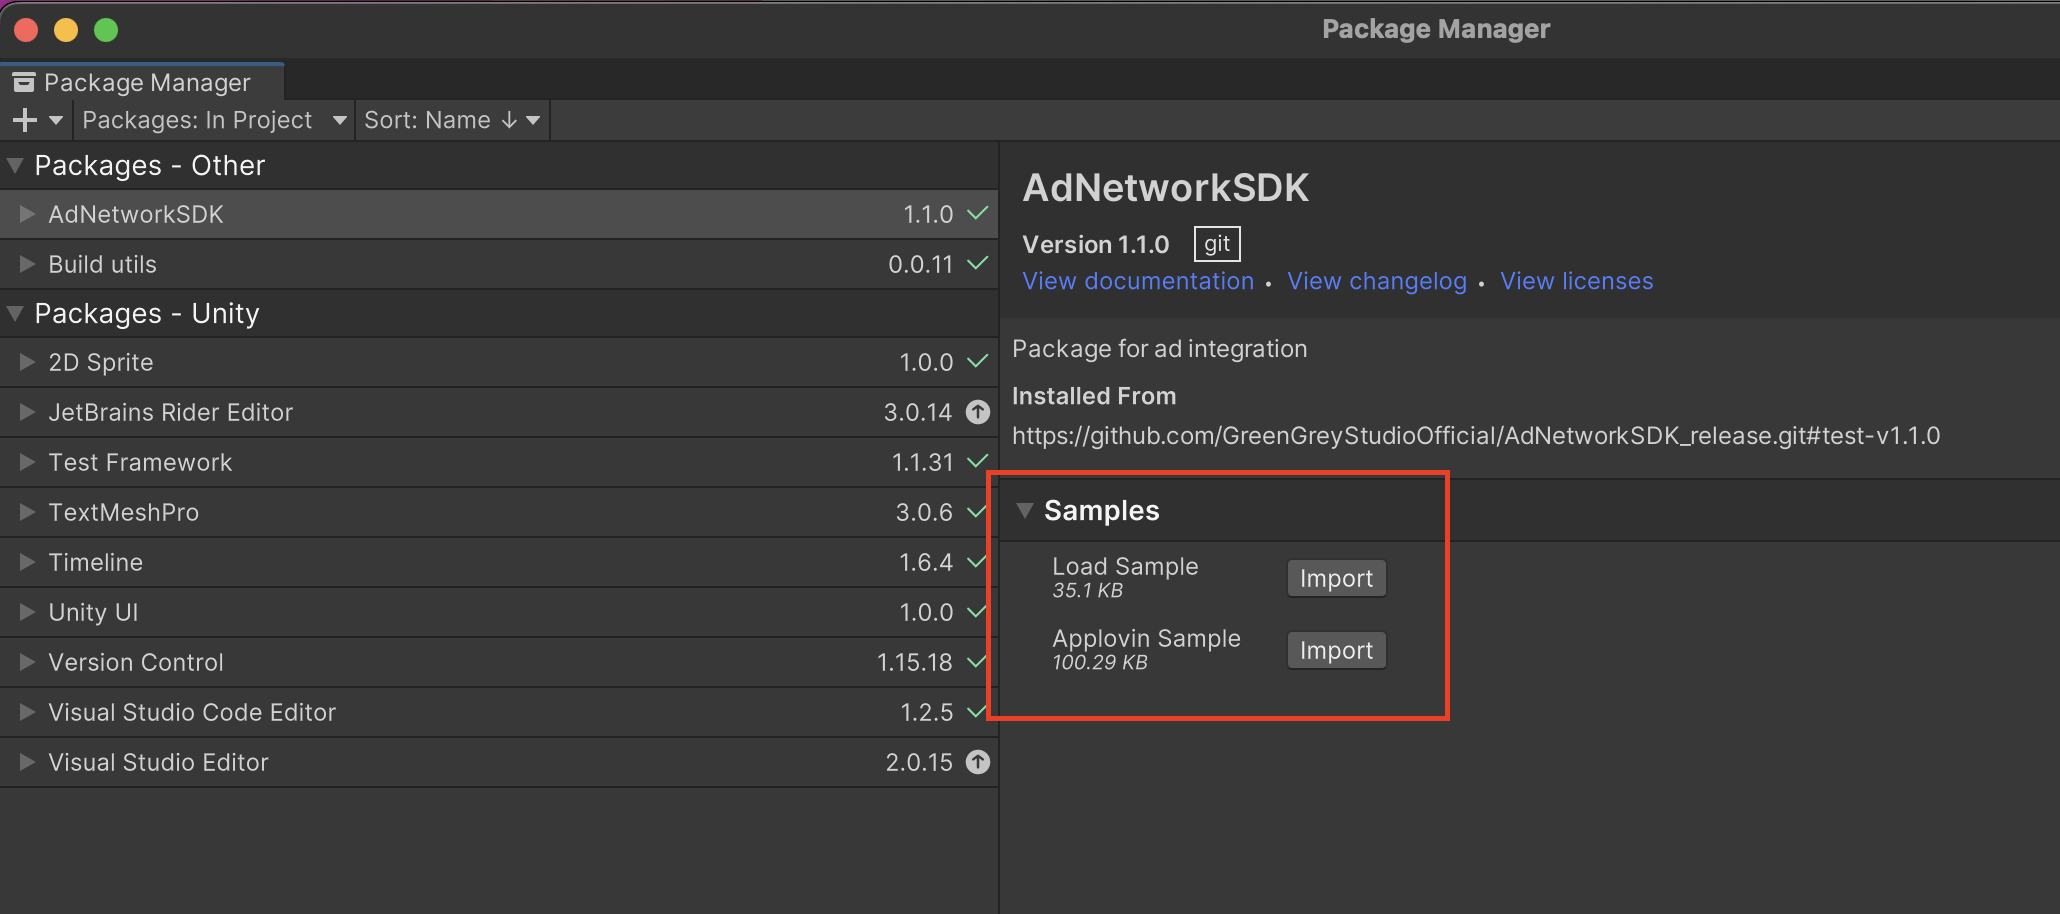 Package Manager
Package Manager
Packages: In Project
Sort: Name ↓
Packages - Other
AdNetworkSDK 1.1.0
Build utils 0.0.11
Packages - Unity
2D Sprite 1.0.0
JetBrains Rider Editor 3.0.14
Test Framework 1.1.31
TextMeshPro 3.0.6
Timeline 1.6.4
Unity UI 1.0.0
Version Control 1.15.18
Visual Studio Code Editor 1.2.5
Visual Studio Editor 2.0.15
AdNetworkSDK
Version 1.1.0 git
View documentation • View changelog • View licenses
Package for ad integration
Installed From
https://github.com/GreenGreyStudioOfficial/AdNetworkSDK_release.git#test-v1.1.0
Samples
Load Sample
35.1 KB
Import
Applovin Sample
100.29 KB
Import